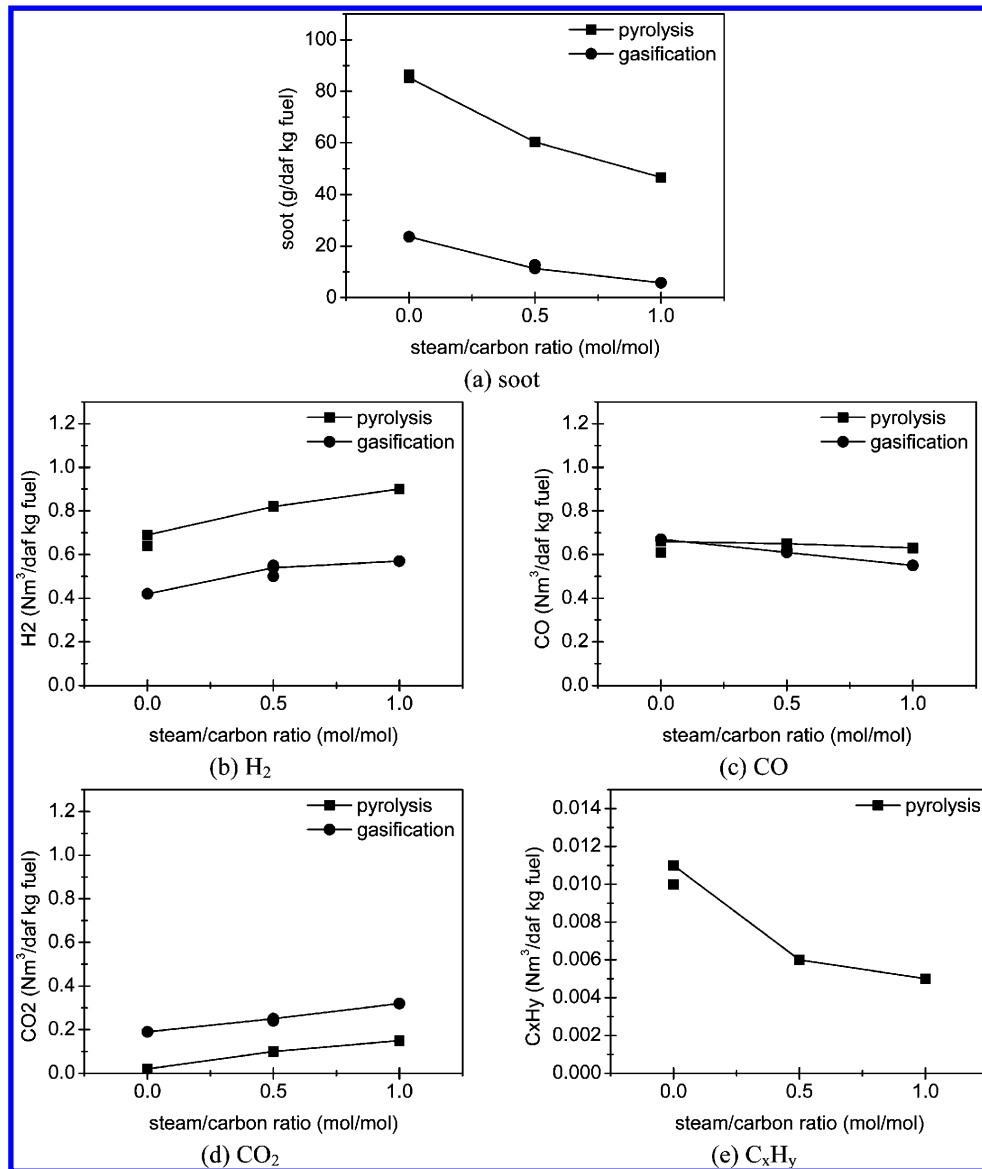 100
80
60
40
20
0
soot (g/daf kg fuel)
pyrolysis
gasification
0.0 0.5 1.0
steam/carbon ratio (mol/mol)
(a) soot
1.2
1.0
0.8
0.6
0.4
0.2
0.0
H2 (Nm³/daf kg fuel)
pyrolysis
gasification
0.0 0.5 1.0
steam/carbon ratio (mol/mol)
(b) H₂
1.2
1.0
0.8
0.6
0.4
0.2
0.0
CO (Nm³/daf kg fuel)
pyrolysis
gasification
0.0 0.5 1.0
steam/carbon ratio (mol/mol)
(c) CO
1.2
1.0
0.8
0.6
0.4
0.2
0.0
CO2 (Nm³/daf kg fuel)
pyrolysis
gasification
0.0 0.5 1.0
steam/carbon ratio (mol/mol)
(d) CO₂
0.014
0.012
0.010
0.008
0.006
0.004
0.002
0.000
CxHy (Nm³/daf kg fuel)
pyrolysis
0.0 0.5 1.0
steam/carbon ratio (mol/mol)
(e) CₓHᵧ